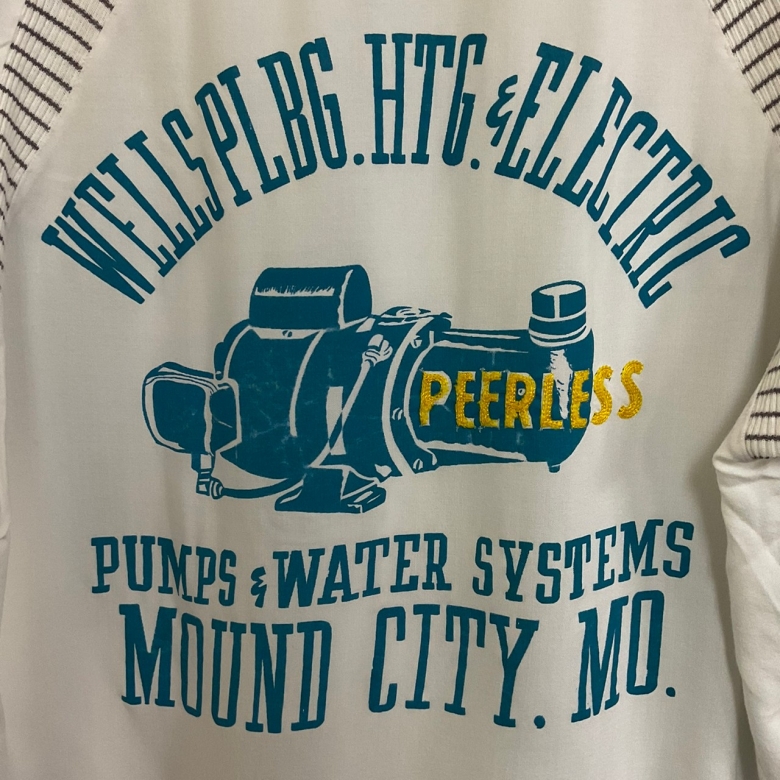 WELLS PLBG. HTG. & ELECTRIC
PEERLESS
PUMPS & WATER SYSTEMS
MOUND CITY. MO.